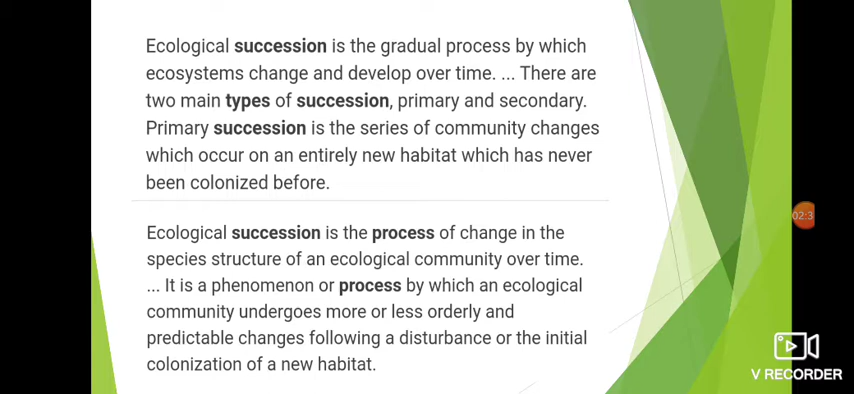 Ecological succession is the gradual process by which
ecosystems change and develop over time. ... There are
two main types of succession, primary and secondary.
Primary succession is the series of community changes
which occur on an entirely new habitat which has never
been colonized before.
Ecological succession is the process of change in the
species structure of an ecological community over time.
... It is a phenomenon or process by which an ecological
community undergoes more or less orderly and
predictable changes following a disturbance or the initial
colonization of a new habitat.
02:3
V RECORDER